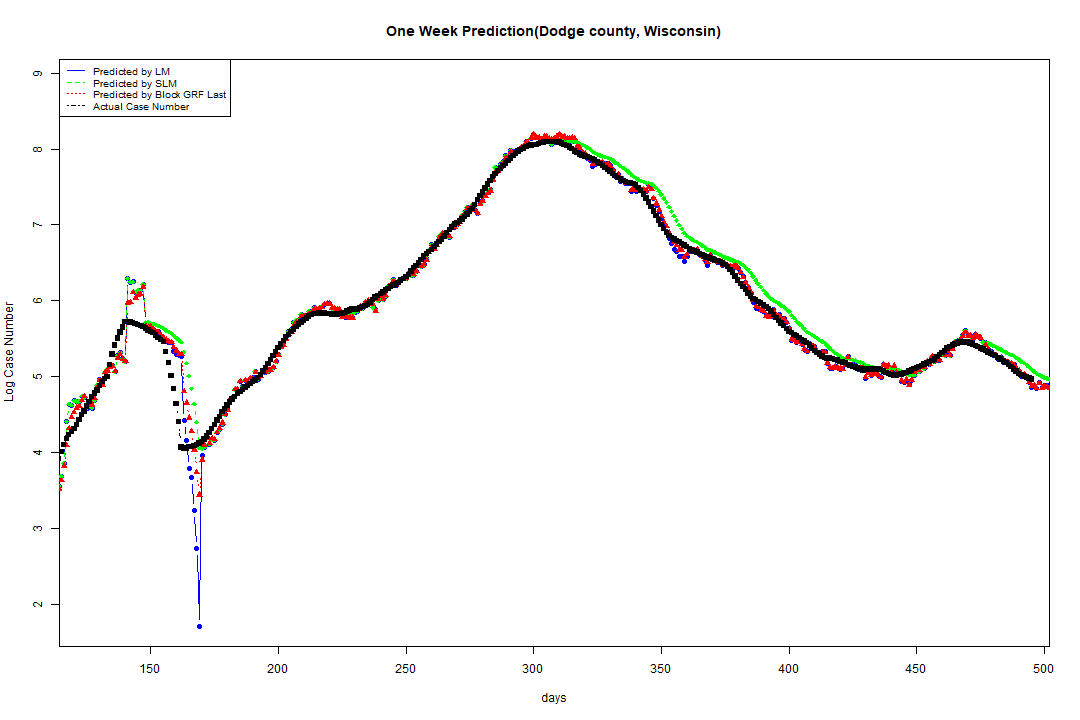 One Week Prediction(Dodge county, Wisconsin)
Predicted by LM
Predicted by SLM
Predicted by Block GRF Last
Actual Case Number
9
8
7
6
5
4
3
2
Log Case Number
150 200 250 300 350 400 450 500
days